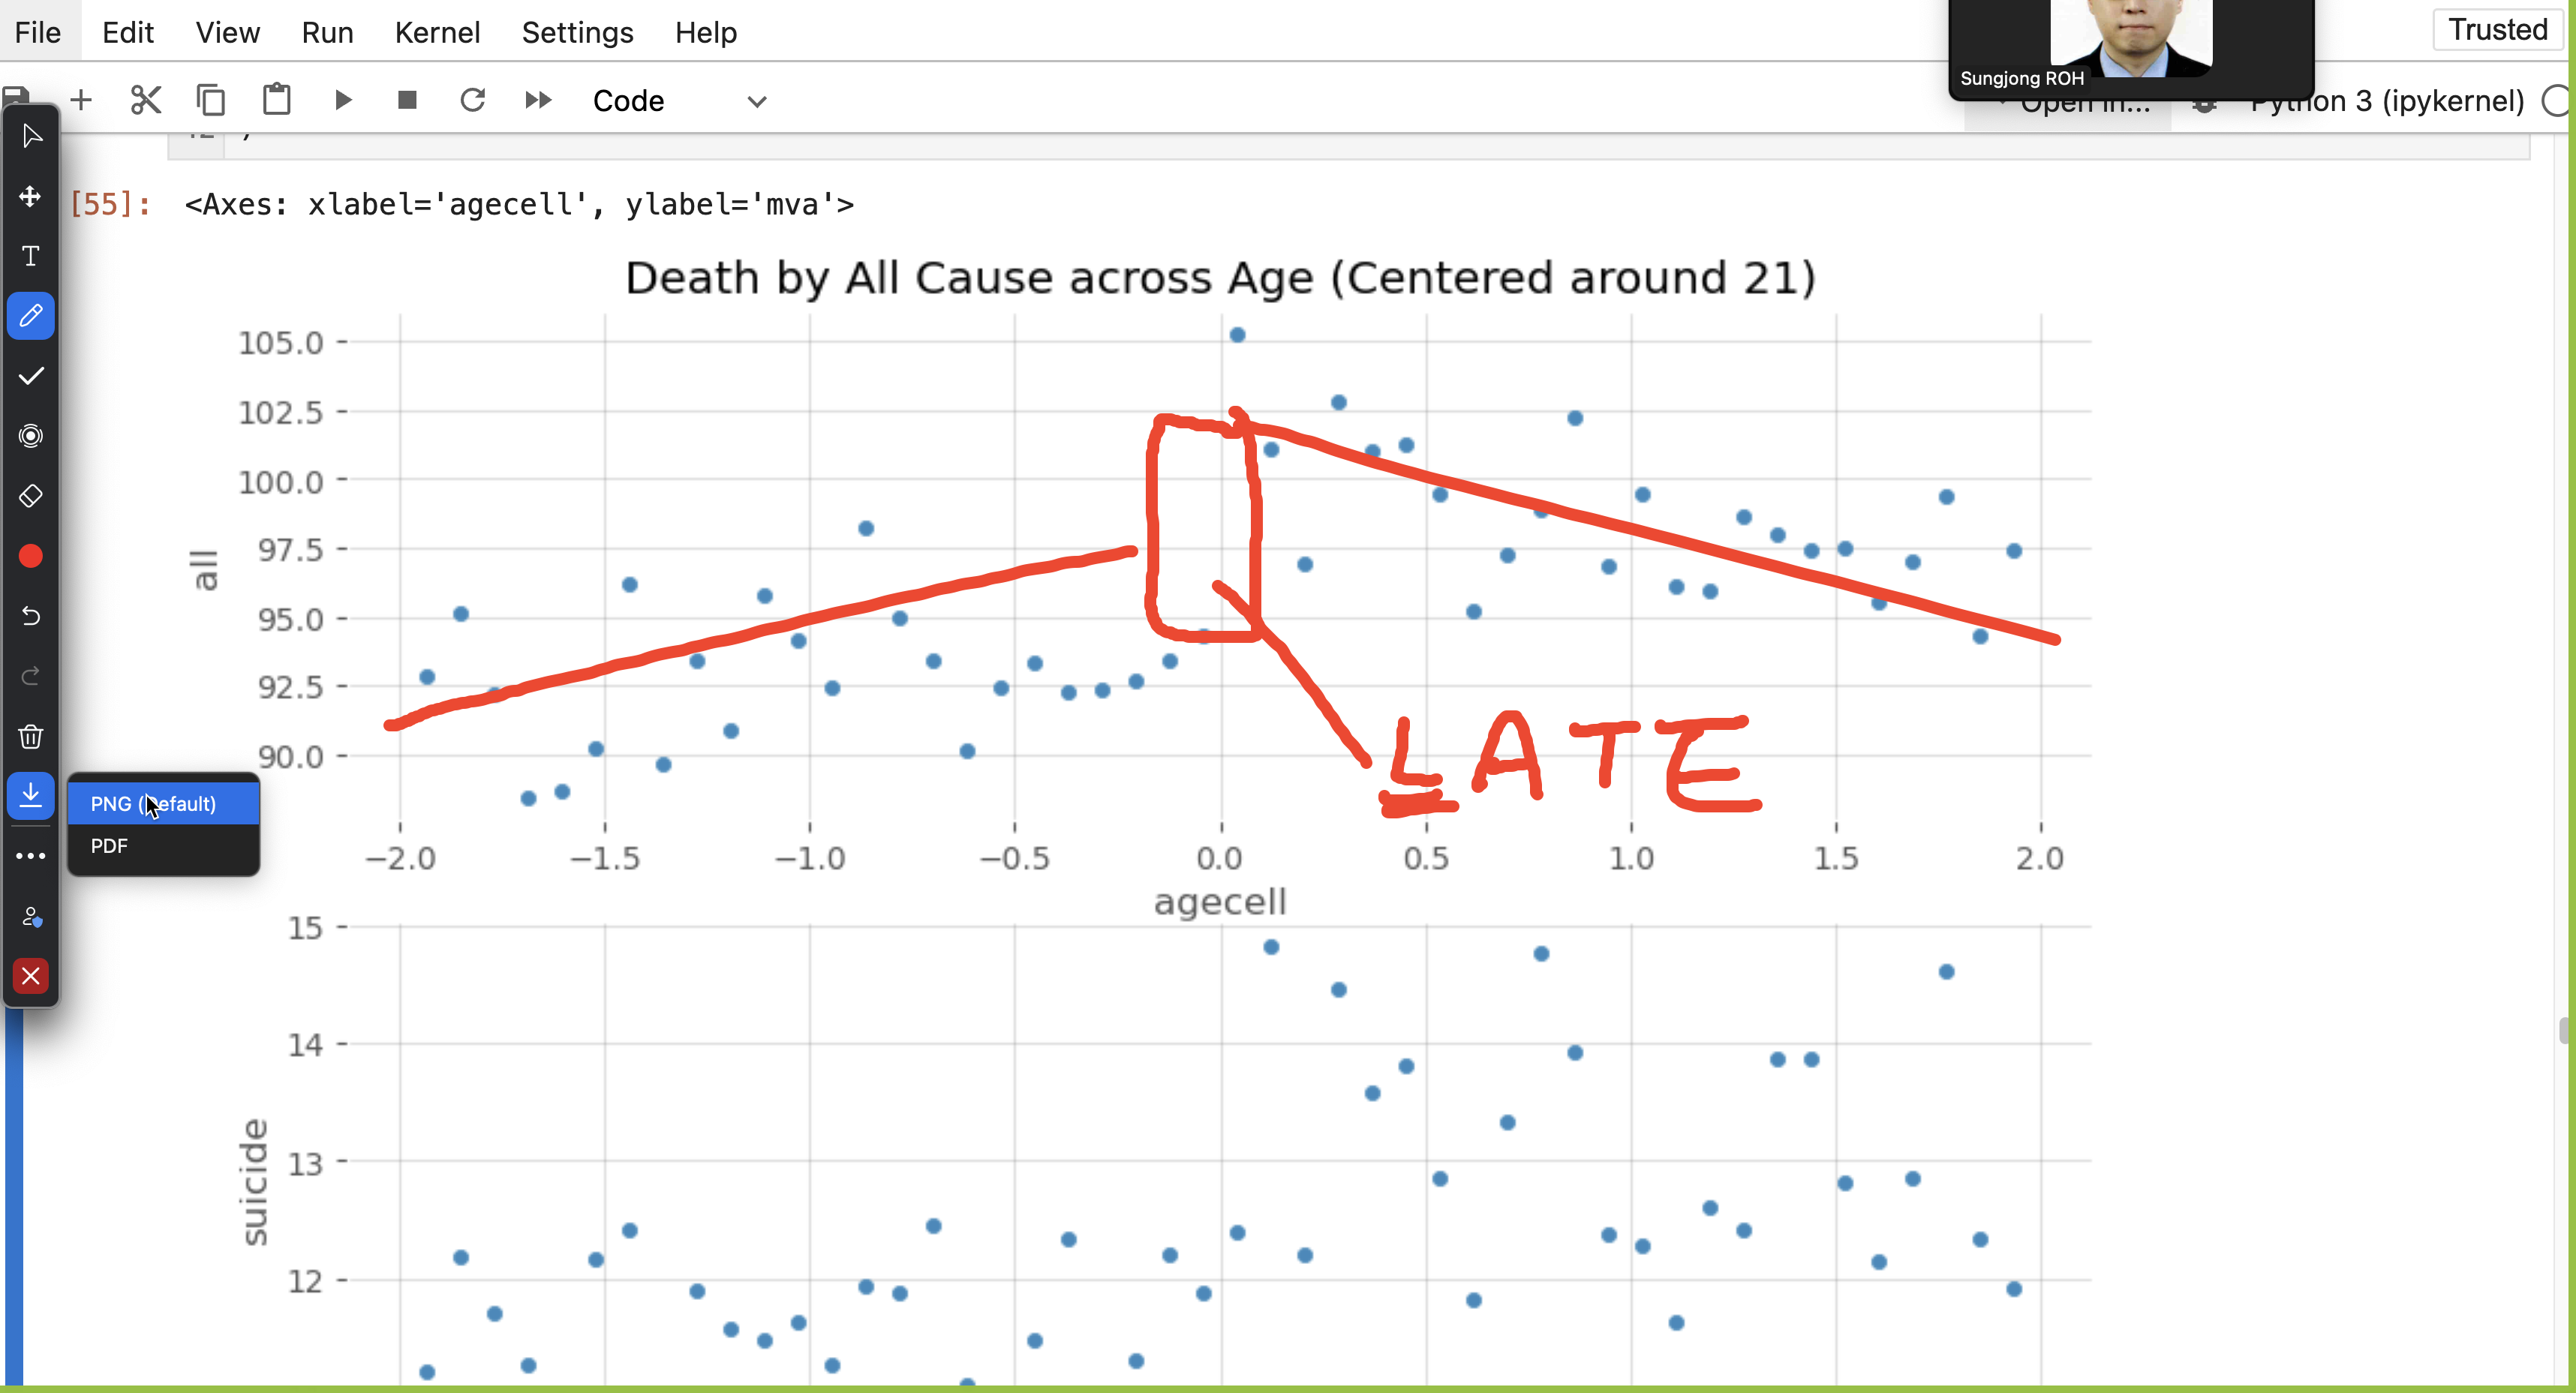 File Edit View Run Kernel Settings Help Trusted
Sungjong ROH
Code Open in... Python 3 (ipykernel)
[55]: <Axes: xlabel='agecell', ylabel='mva'>
Death by All Cause across Age (Centered around 21)
105.0
102.5
100.0
97.5
95.0
92.5
90.0
all
LATE
−2.0 −1.5 −1.0 −0.5 0.0 0.5 1.0 1.5 2.0
agecell
15
14
13
12
suicide
T
PNG (Default)
PDF